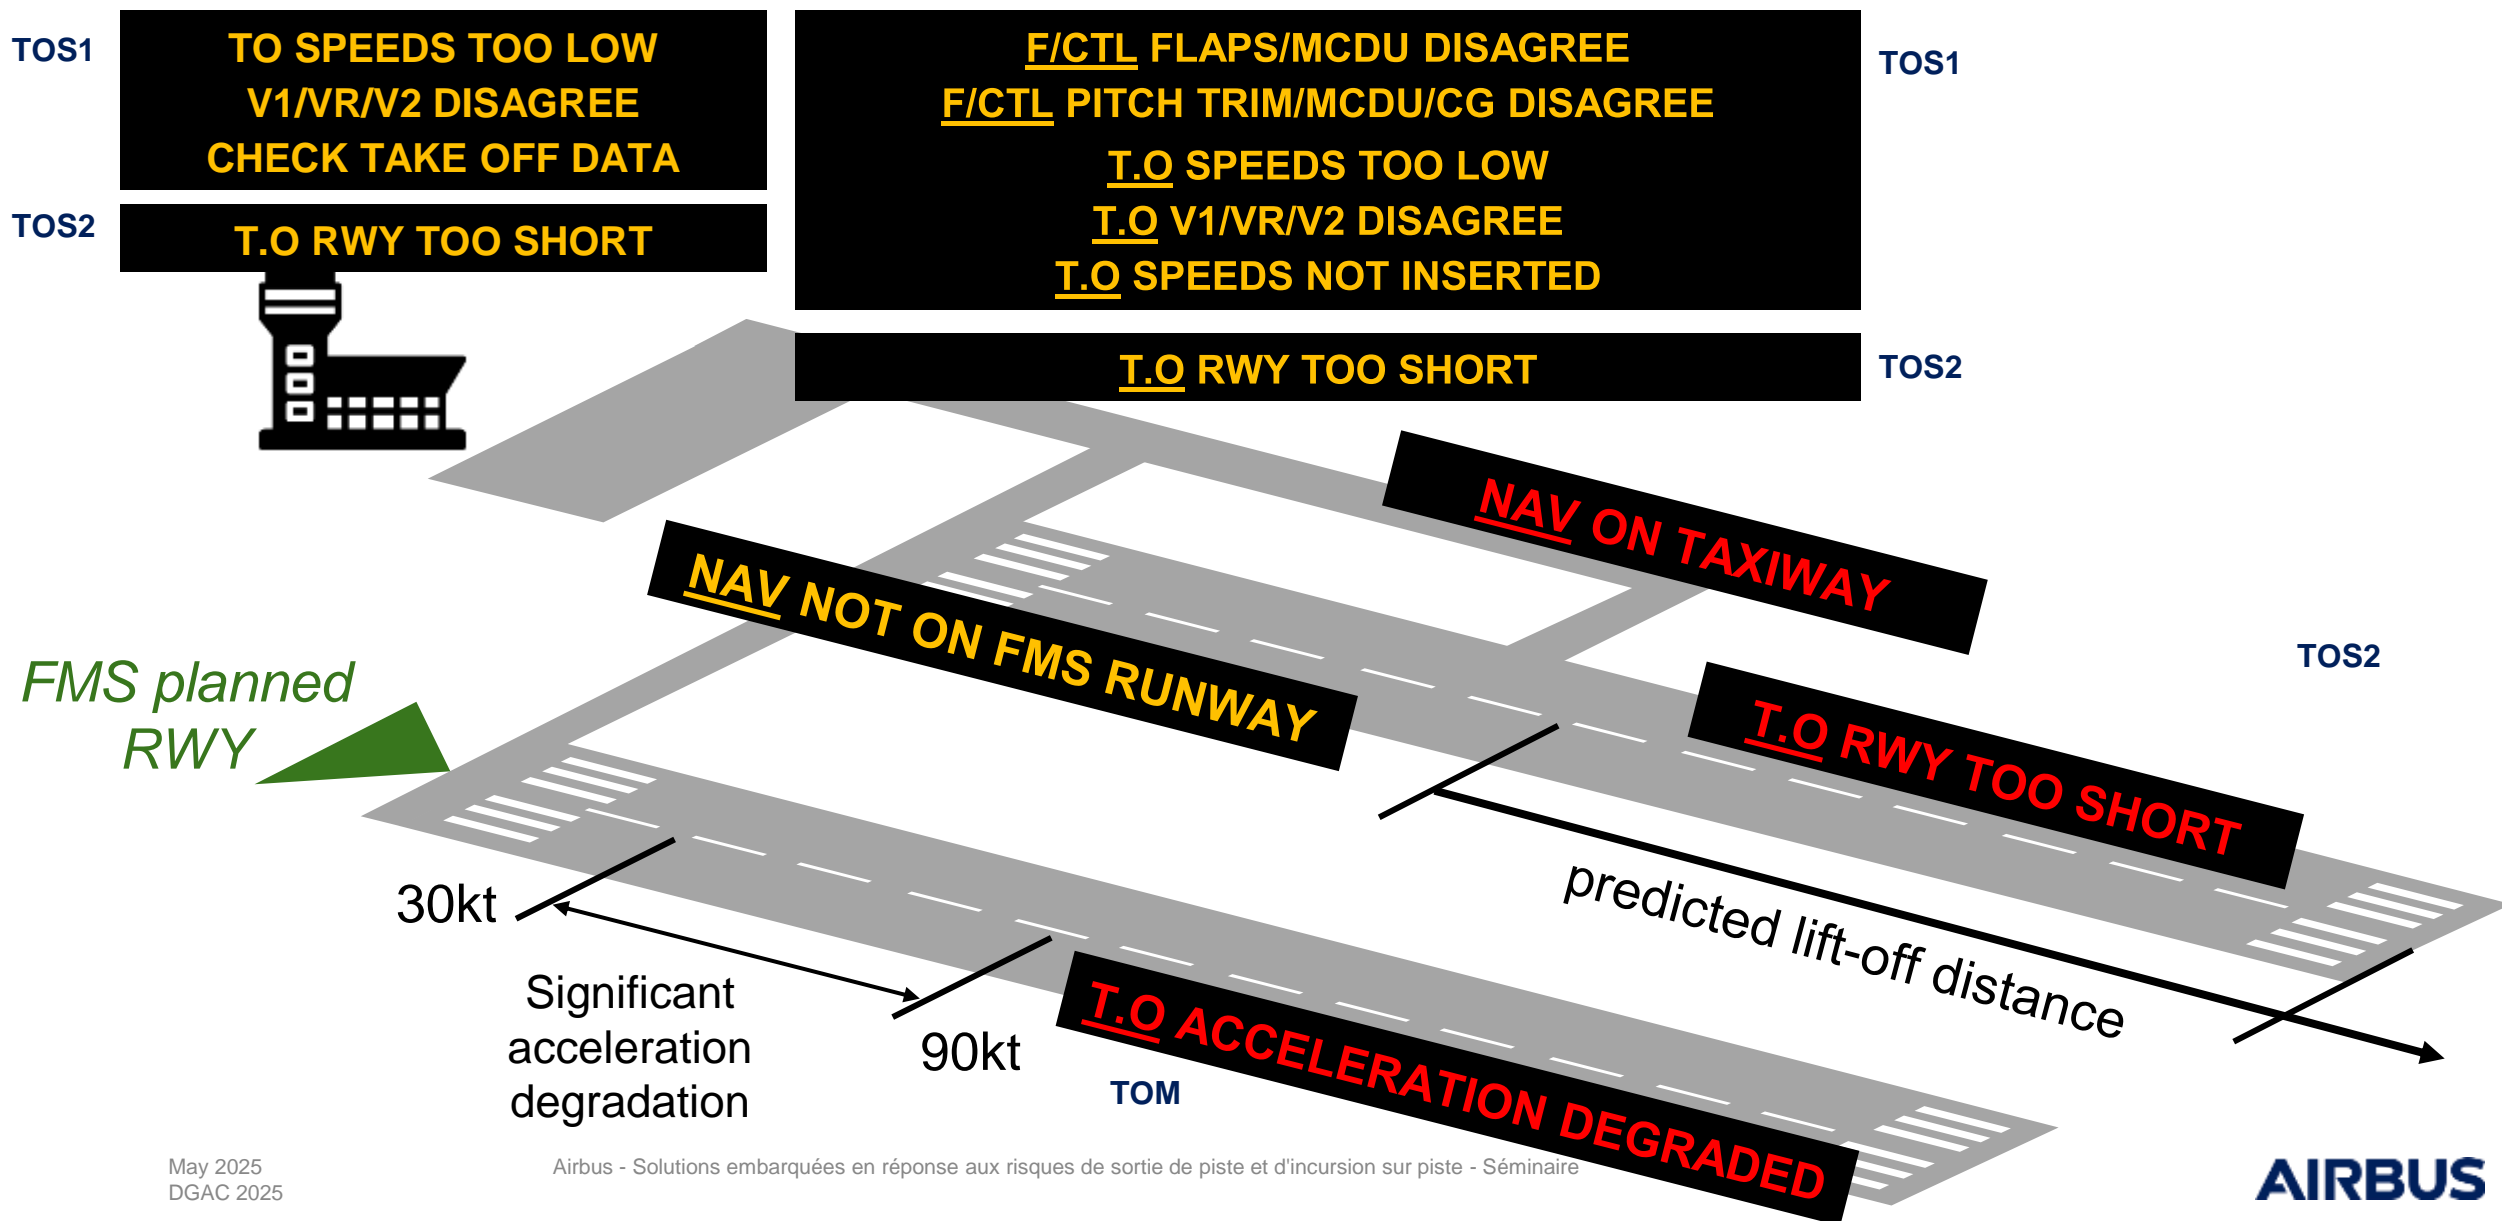 TOS1
TO SPEEDS TOO LOW
V1/VR/V2 DISAGREE
CHECK TAKE OFF DATA
TOS2
T.O RWY TOO SHORT
F/CTL FLAPS/MCDU DISAGREE
F/CTL PITCH TRIM/MCDU/CG DISAGREE
T.O SPEEDS TOO LOW
T.O V1/VR/V2 DISAGREE
T.O SPEEDS NOT INSERTED
TOS1
T.O RWY TOO SHORT
TOS2
NAV ON TAXIWAY
NAV NOT ON FMS RUNWAY
TOS2
T.O RWY TOO SHORT
FMS planned
RWY
predicted lift-off distance
30kt
Significant
acceleration
degradation
90kt
TOM
T.O ACCELERATION DEGRADED
May 2025
DGAC 2025
Airbus - Solutions embarquées en réponse aux risques de sortie de piste et d'incursion sur piste - Séminaire
AIRBUS